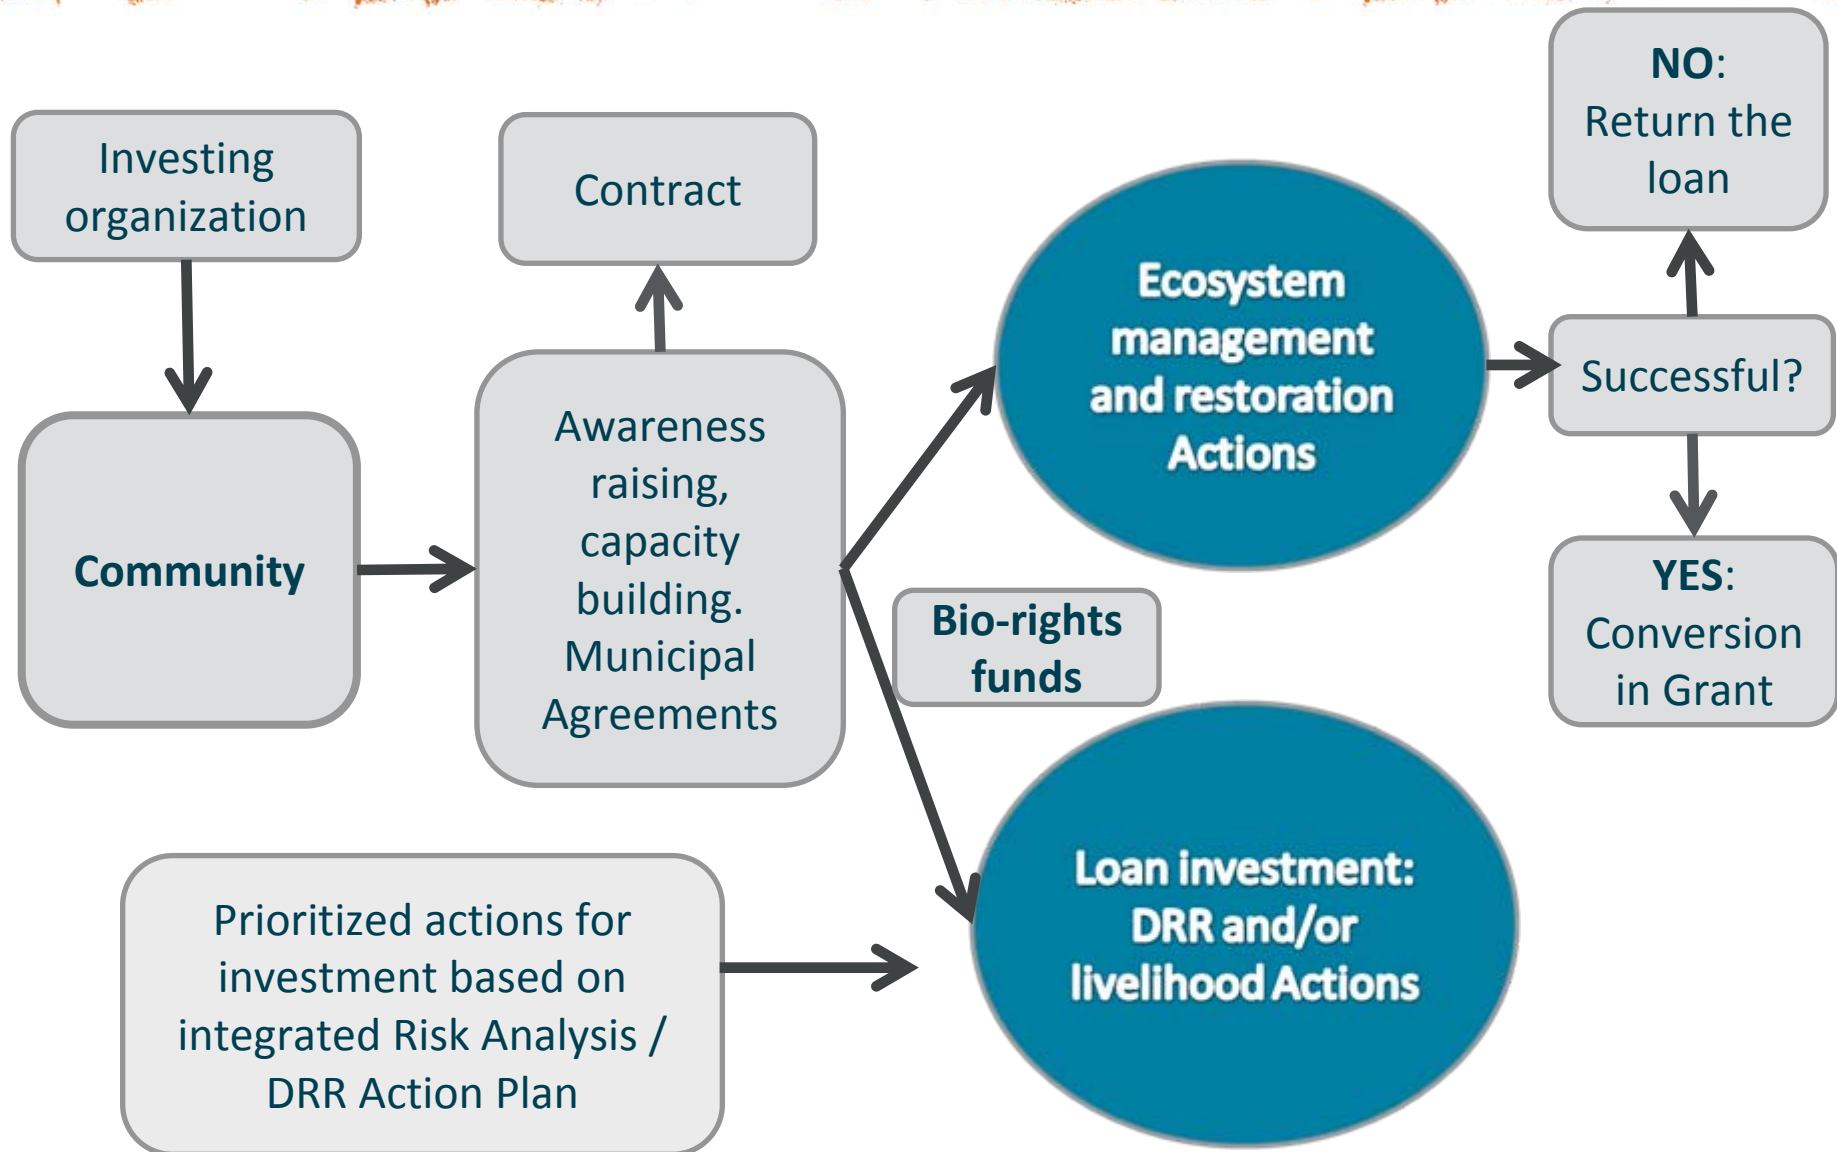 Investing
organization
Community
Contract
Awareness
raising,
capacity
building.
Municipal
Agreements
Bio-rights
funds
Ecosystem
management
and restoration
Actions
NO:
Return the
loan
Successful?
YES:
Conversion
in Grant
Prioritized actions for
investment based on
integrated Risk Analysis /
DRR Action Plan
Loan investment:
DRR and/or
livelihood Actions